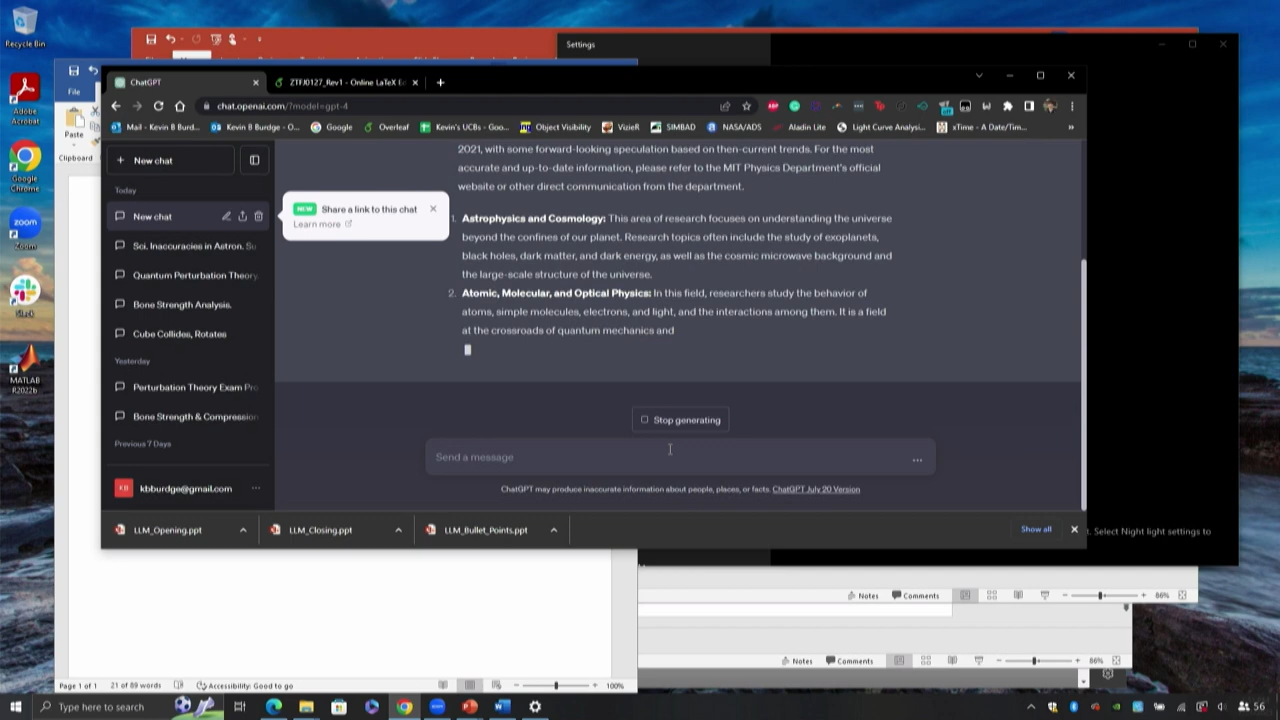 Recycle Bin
Settings
File
ChatGPT
ZTFJ0127_Rev1 - Online LaTeX E
chat.openai.com/?model=gpt-4
Mail - Kevin B Burd...
Kevin B Burdge - O...
Google
Overleaf
Kevin's UCBs - Goo...
Object Visibility
VizieR
SIMBAD
NASA/ADS
Aladin Lite
Light Curve Analysi...
xTime - A Date/Tim...
Adobe
Acrobat
Paste
Clipboard
Google
Chrome
zoom
Zoom
Slack
MATLAB
R2022b
New chat
Today
New chat
Sci. Inaccuracies in Astron. Su
Quantum Perturbation Theory
Bone Strength Analysis.
Cube Collides, Rotates
Yesterday
Perturbation Theory Exam Pro
Bone Strength & Compression
Previous 7 Days
KB
kbburdge@gmail.com
NEW Share a link to this chat
Learn more
2021, with some forward-looking speculation based on then-current trends. For the most
accurate and up-to-date information, please refer to the MIT Physics Department's official
website or other direct communication from the department.
1. Astrophysics and Cosmology: This area of research focuses on understanding the universe
beyond the confines of our planet. Research topics often include the study of exoplanets,
black holes, dark matter, and dark energy, as well as the cosmic microwave background and
the large-scale structure of the universe.
2. Atomic, Molecular, and Optical Physics: In this field, researchers study the behavior of
atoms, simple molecules, electrons, and light, and the interactions among them. It is a field
at the crossroads of quantum mechanics and
Stop generating
Send a message
ChatGPT may produce inaccurate information about people, places, or facts. ChatGPT July 20 Version
LLM_Opening.ppt
LLM_Closing.ppt
LLM_Bullet_Points.ppt
Show all
t. Select Night light settings to
Notes
Comments
86%
Notes
Comments
86%
Page 1 of 1
21 of 89 words
Accessibility: Good to go
100%
Type here to search
56